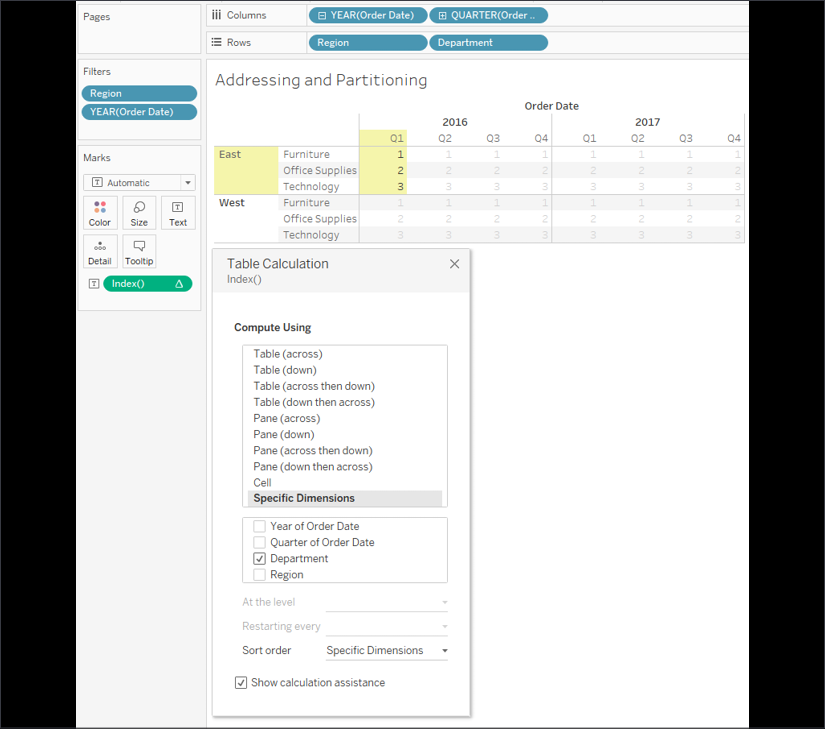 Pages
Columns
YEAR(Order Date)
QUARTER(Order ..
Rows
Region
Department
Filters
Region
YEAR(Order Date)
Marks
Automatic
Color
Size
Text
Detail
Tooltip
Index()
Addressing and Partitioning
Order Date
2016 2017
Q1 Q2 Q3 Q4 Q1 Q2 Q3 Q4
East Furniture 1 1 1 1 1 1 1 1
Office Supplies 2 2 2 2 2 2 2 2
Technology 3 3 3 3 3 3 3 3
West Furniture 1 1 1 1 1 1 1 1
Office Supplies 2 2 2 2 2 2 2 2
Technology 3 3 3 3 3 3 3 3
Table Calculation
Index()
Compute Using
Table (across)
Table (down)
Table (across then down)
Table (down then across)
Pane (across)
Pane (down)
Pane (across then down)
Pane (down then across)
Cell
Specific Dimensions
Year of Order Date
Quarter of Order Date
Department
Region
At the level
Restarting every
Sort order Specific Dimensions
Show calculation assistance